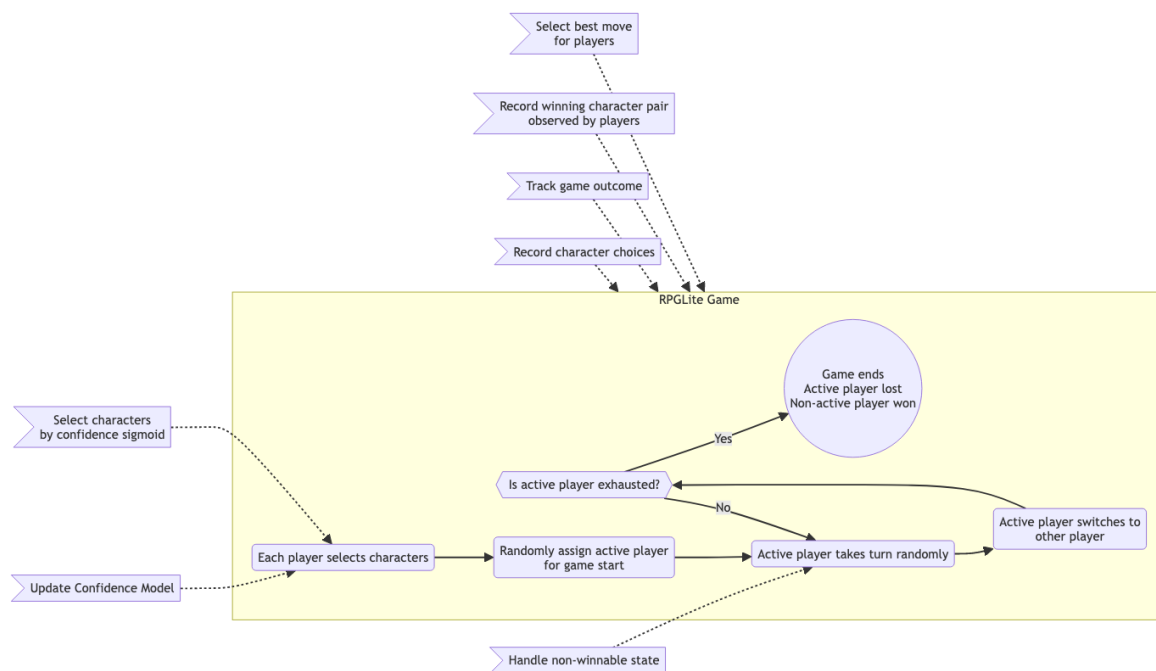 Select best move
for players
Record winning character pair
observed by players
Track game outcome
Record character choices
RPGLite Game
Game ends
Active player lost
Non-active player won
Select characters
by confidence sigmoid
Yes
Is active player exhausted?
No
Active player switches to
other player
Each player selects characters
Randomly assign active player
for game start
Active player takes turn randomly
Update Confidence Model
Handle non-winnable state